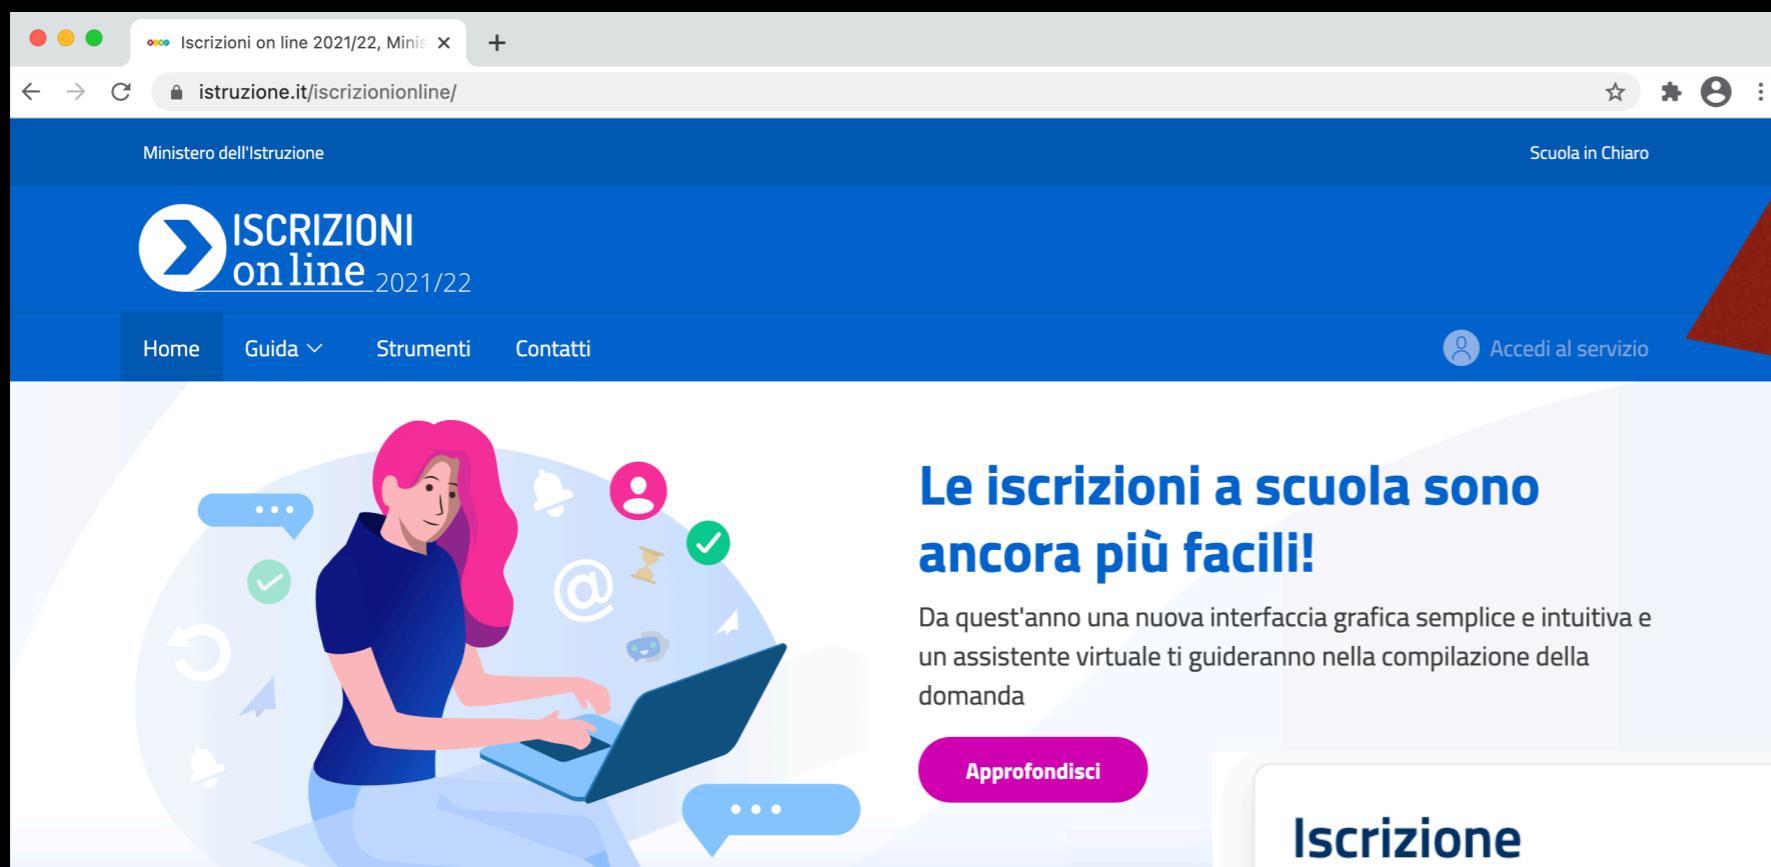 Iscrizioni on line 2021/22, Minis
istruzione.it/iscrizionionline/
Ministero dell'Istruzione
Scuola in Chiaro
ISCRIZIONI
on line 2021/22
Home
Guida
Strumenti
Contatti
Accedi al servizio
@
Le iscrizioni a scuola sono
ancora più facili!
Da quest'anno una nuova interfaccia grafica semplice e intuitiva e
un assistente virtuale ti guideranno nella compilazione della
domanda
Approfondisci
Iscrizione